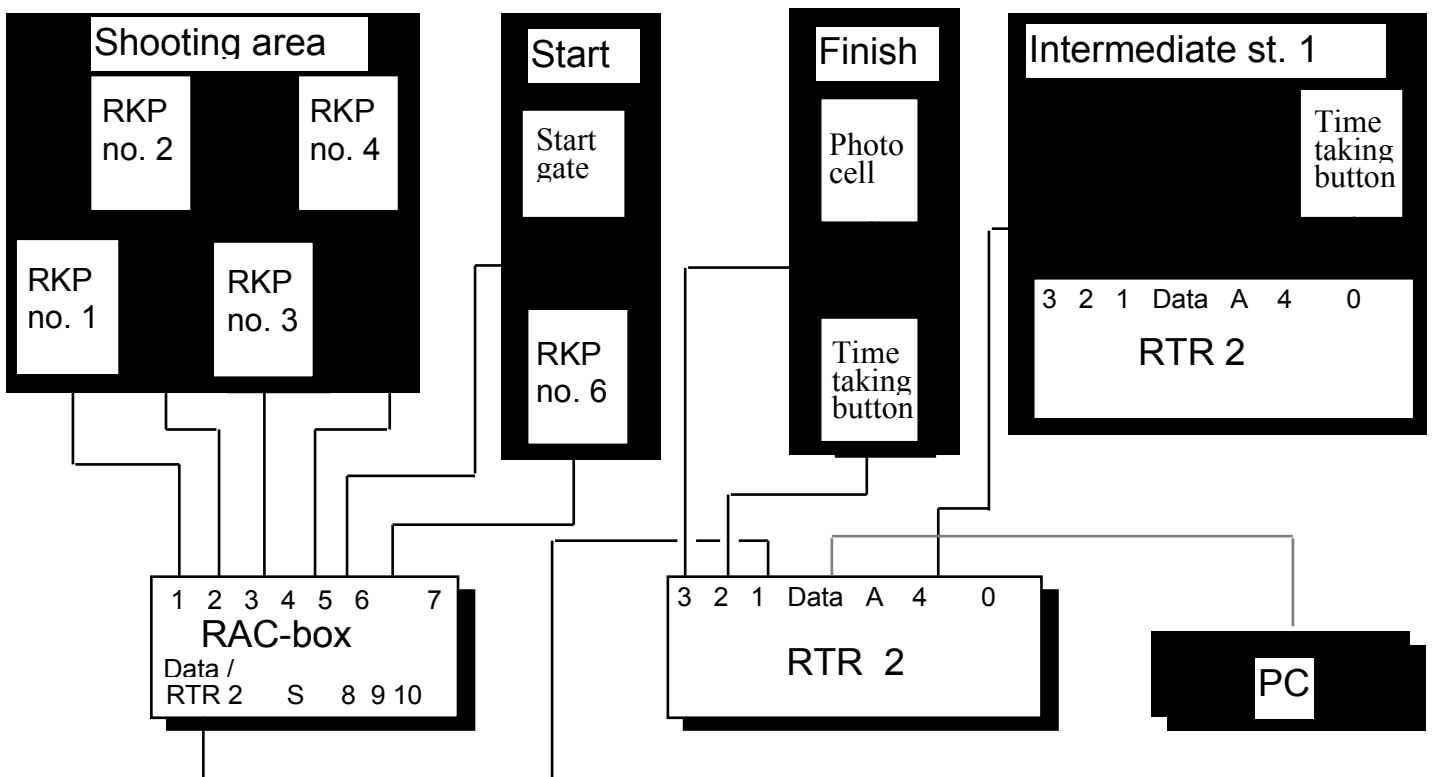 Shooting area
RKP
no. 2
RKP
no. 4
RKP
no. 1
RKP
no. 3
Start
Start
gate
RKP
no. 6
Finish
Photo
cell
Time
taking
button
Intermediate st. 1
Time
taking
button
3 2 1 Data A 4 0
RTR 2
1 2 3 4 5 6 7
RAC-box
Data /
RTR 2 S 8 9 10
3 2 1 Data A 4 0
RTR 2
PC